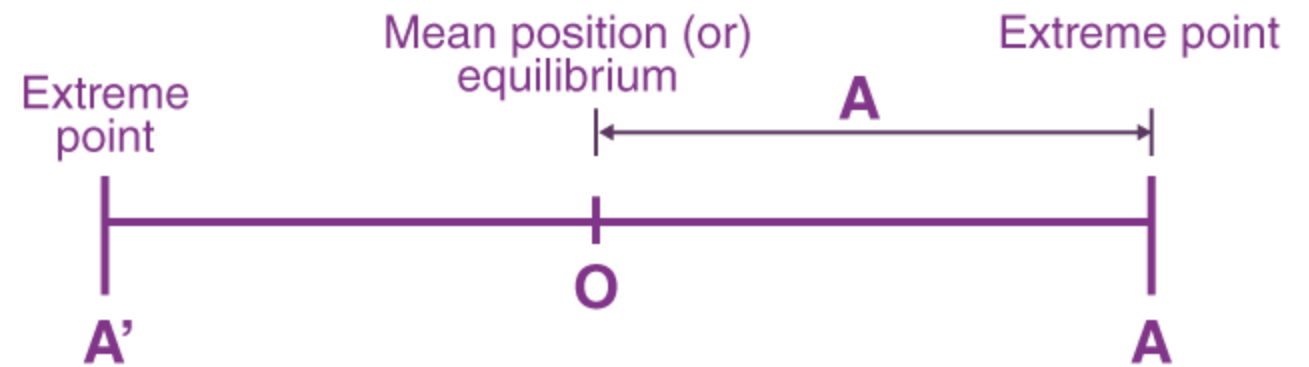 Mean position (or)
equilibrium
Extreme point
Extreme
point
A
O
A’
A